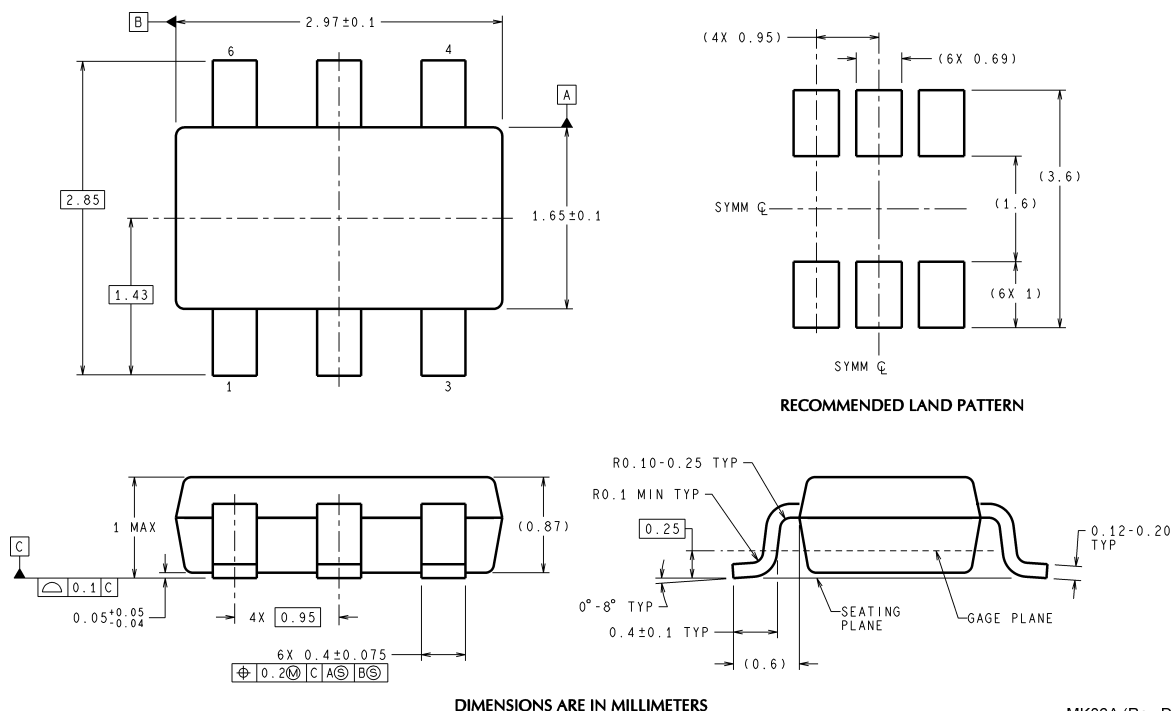 B
2.97±0.1
6
4
A
2.85
1.43
1.65±0.1
1
3
(4X 0.95)
(6X 0.69)
(3.6)
(1.6)
SYMM ℄
(6X 1)
SYMM ℄
RECOMMENDED LAND PATTERN
1 MAX
(0.87)
C
⌓ 0.1 C
0.05 +0.05 -0.04
4X 0.95
6X 0.4±0.075
⌖ 0.2Ⓜ C AⓈ BⓈ
R0.10-0.25 TYP
R0.1 MIN TYP
0.25
0.12-0.20
TYP
0°-8° TYP
SEATING
PLANE
GAGE PLANE
0.4±0.1 TYP
(0.6)
DIMENSIONS ARE IN MILLIMETERS